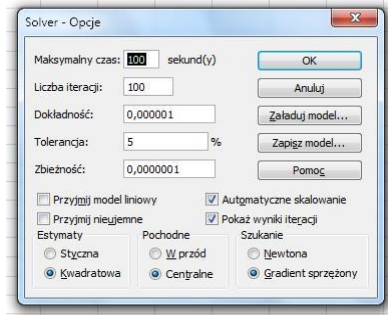 Solver - Opcje
Maksymalny czas: 100 sekund(y) OK
Liczba iteracji: 100 Anuluj
Dokładność: 0,000001 Załaduj model...
Tolerancja: 5 % Zapisz model...
Zbieżność: 0,0000001 Pomoc
Przyjmij model liniowy Automatyczne skalowanie
Przyjmij nieujemne Pokaż wyniki iteracji
Estymaty Pochodne Szukanie
Styczna W przód Newtona
Kwadratowa Centralne Gradient sprzężony